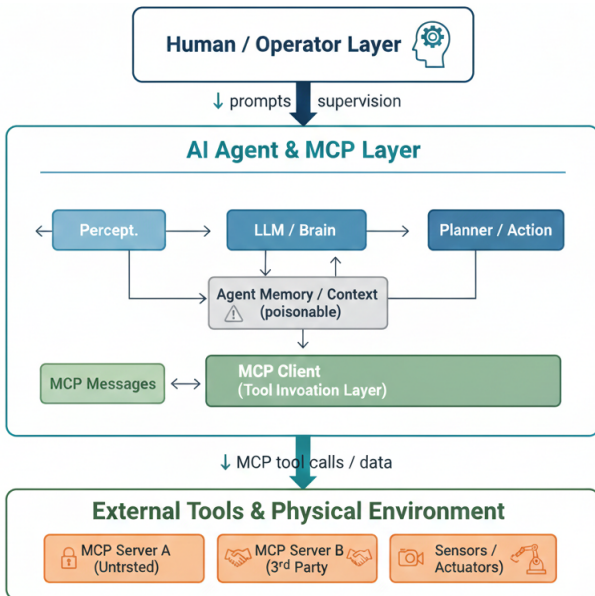 Human / Operator Layer
↓ prompts supervision
AI Agent & MCP Layer
Percept.
LLM / Brain
Planner / Action
Agent Memory / Context
(poisonable)
MCP Messages
MCP Client
(Tool Invoation Layer)
↓ MCP tool calls / data
External Tools & Physical Environment
MCP Server A
(Untrsted)
MCP Server B
(3rd Party
Sensors /
Actuators)